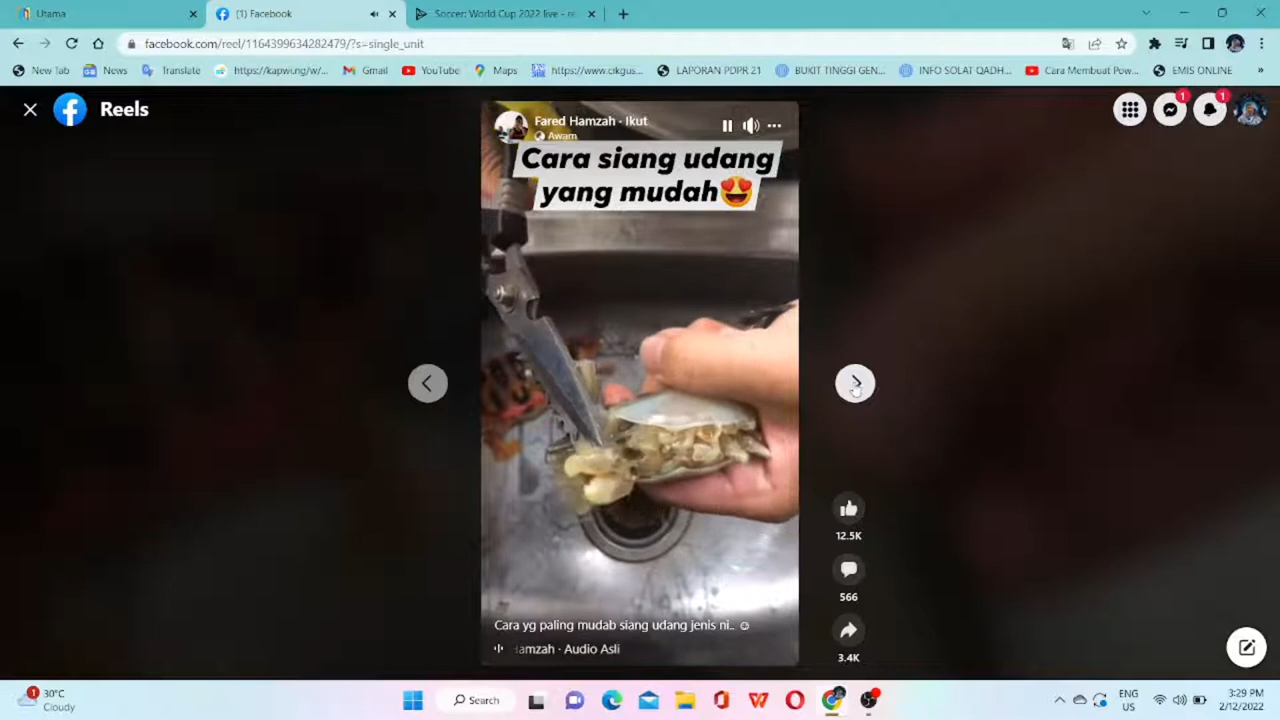 Utama
(1) Facebook
Soccer: World Cup 2022 live - re
facebook.com/reel/1164399634282479/?s=single_unit
New Tab
News
Translate
https://kapwi.ng/w/...
Gmail
YouTube
Maps
https://www.cikgus...
LAPORAN PDPR 21
BUKIT TINGGI GEN...
INFO SOLAT QADH...
Cara Membuat Pow...
EMIS ONLINE
»
Reels
1
1
Fared Hamzah · Ikut
Awam
Cara siang udang
yang mudah😍
12.5K
566
3.4K
Cara yg paling mudab siang udang jenis ni.. ☺
amzah · Audio Asli
1
30°C
Cloudy
Search
ENG
US
3:29 PM
2/12/2022